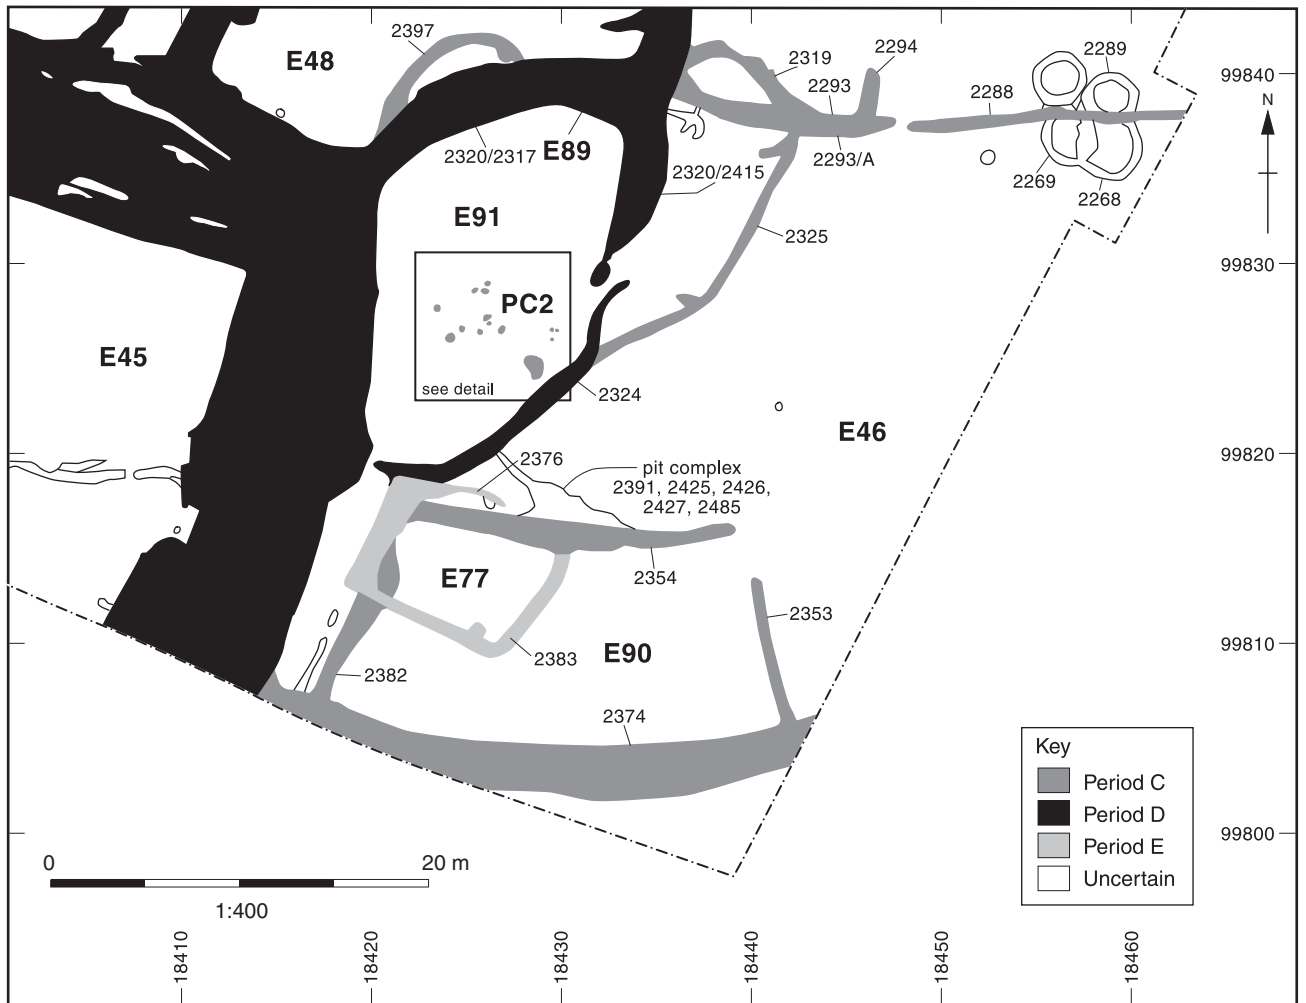 2397
E48
2319
2294
2293
2289
2288
99840
N
2320/2317
E89
2320/2415
2293/A
2269
2268
E91
2325
99830
PC2
E45
see detail
2324
E46
2376
pit complex
2391, 2425, 2426,
2427, 2485
99820
E77
2354
2353
2383
E90
99810
2382
2374
Key
Period C
Period D
Period E
Uncertain
99800
0
20 m
1:400
18410
18420
18430
18440
18450
18460